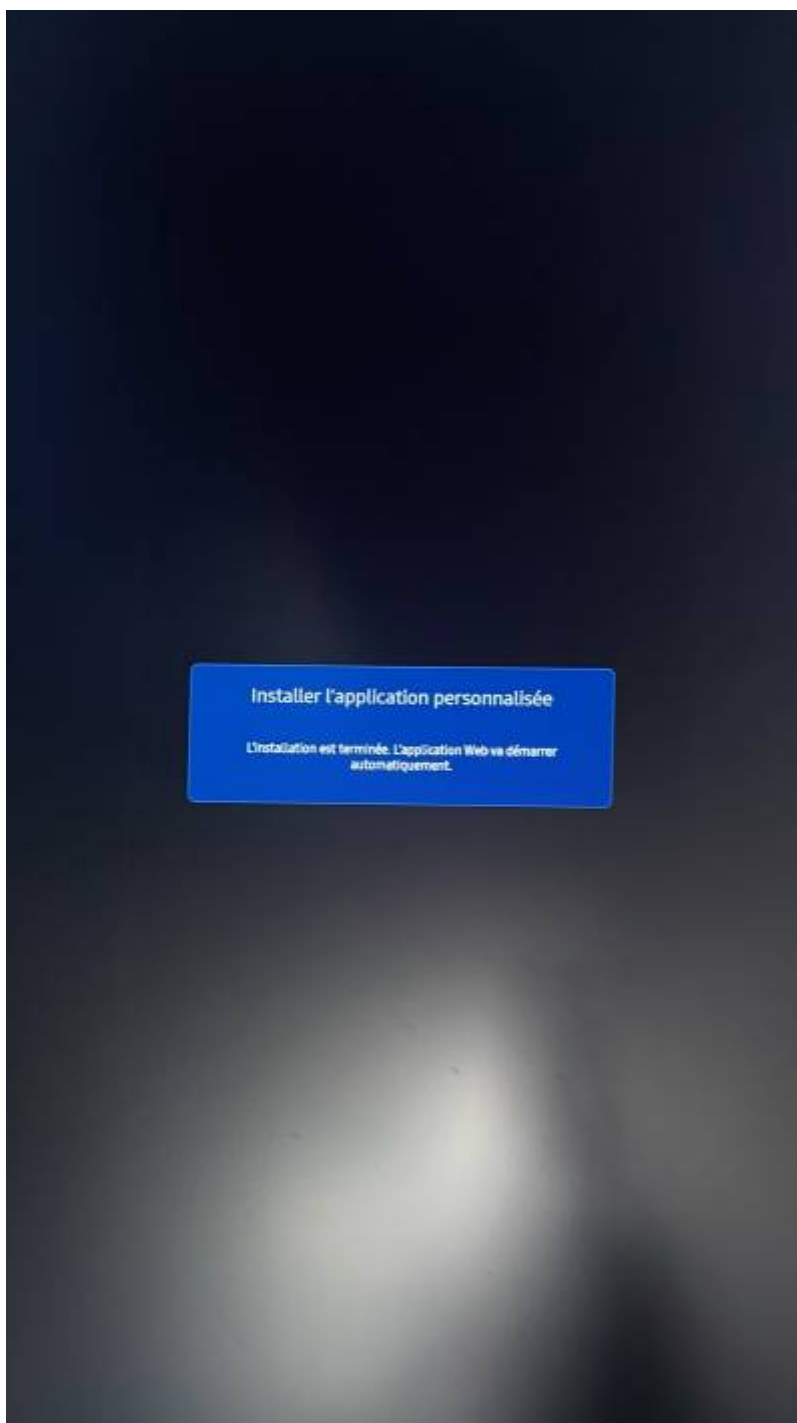 Installer l'application personnalisée
L'installation est terminée. L'application Web va démarrer
automatiquement.